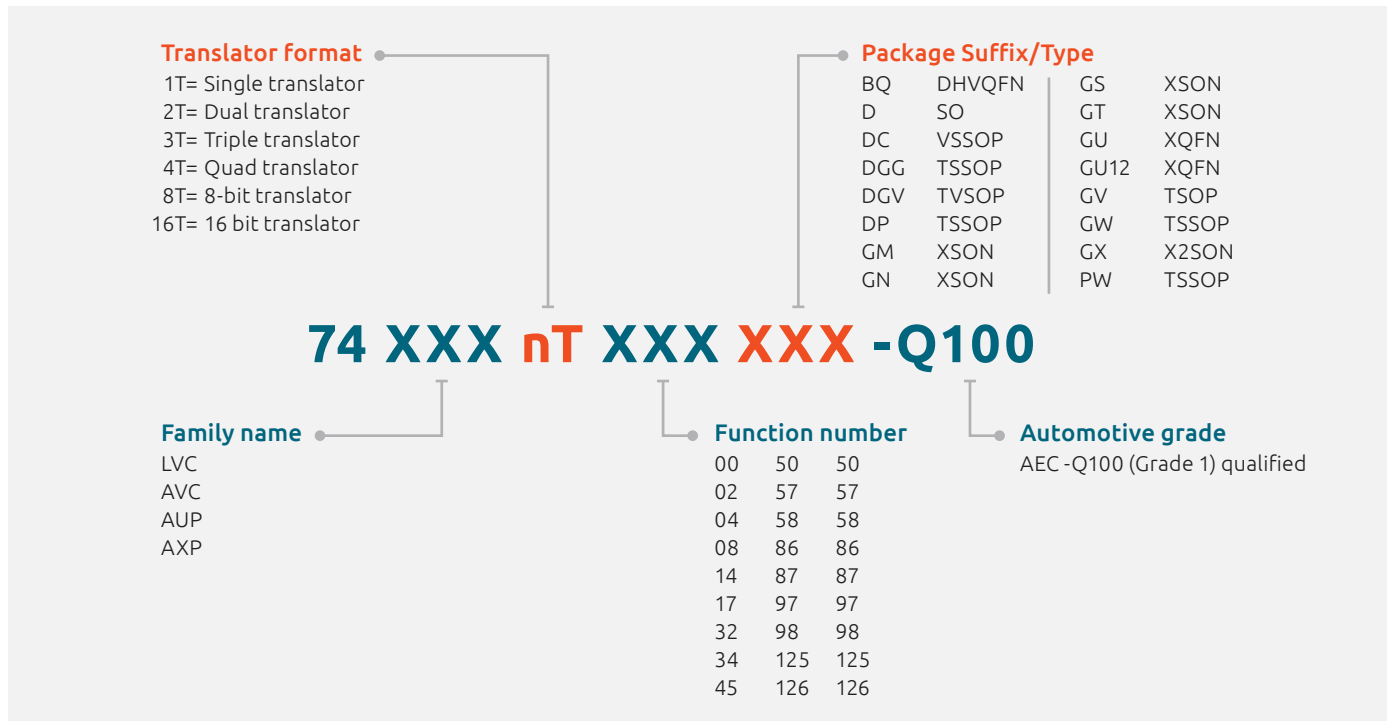 Translator format
1T= Single translator
2T= Dual translator
3T= Triple translator
4T= Quad translator
8T= 8-bit translator
16T= 16 bit translator
Package Suffix/Type
BQ DHVQFN GS XSON
D SO GT XSON
DC VSSOP GU XQFN
DGG TSSOP GU12 XQFN
DGV TVSOP GV TSOP
DP TSSOP GW TSSOP
GM XSON GX X2SON
GN XSON PW TSSOP
74 XXX nT XXX XXX -Q100
Family name
LVC
AVC
AUP
AXP
Function number
00 50 50
02 57 57
04 58 58
08 86 86
14 87 87
17 97 97
32 98 98
34 125 125
45 126 126
Automotive grade
AEC -Q100 (Grade 1) qualified